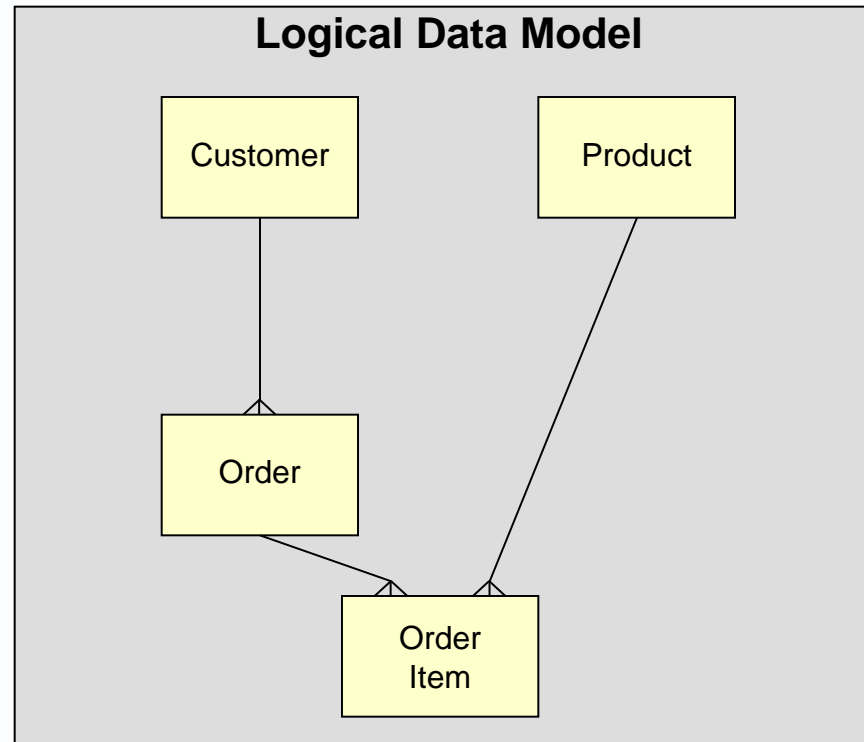 Logical Data Model
Customer
Product
Order
Order
Item